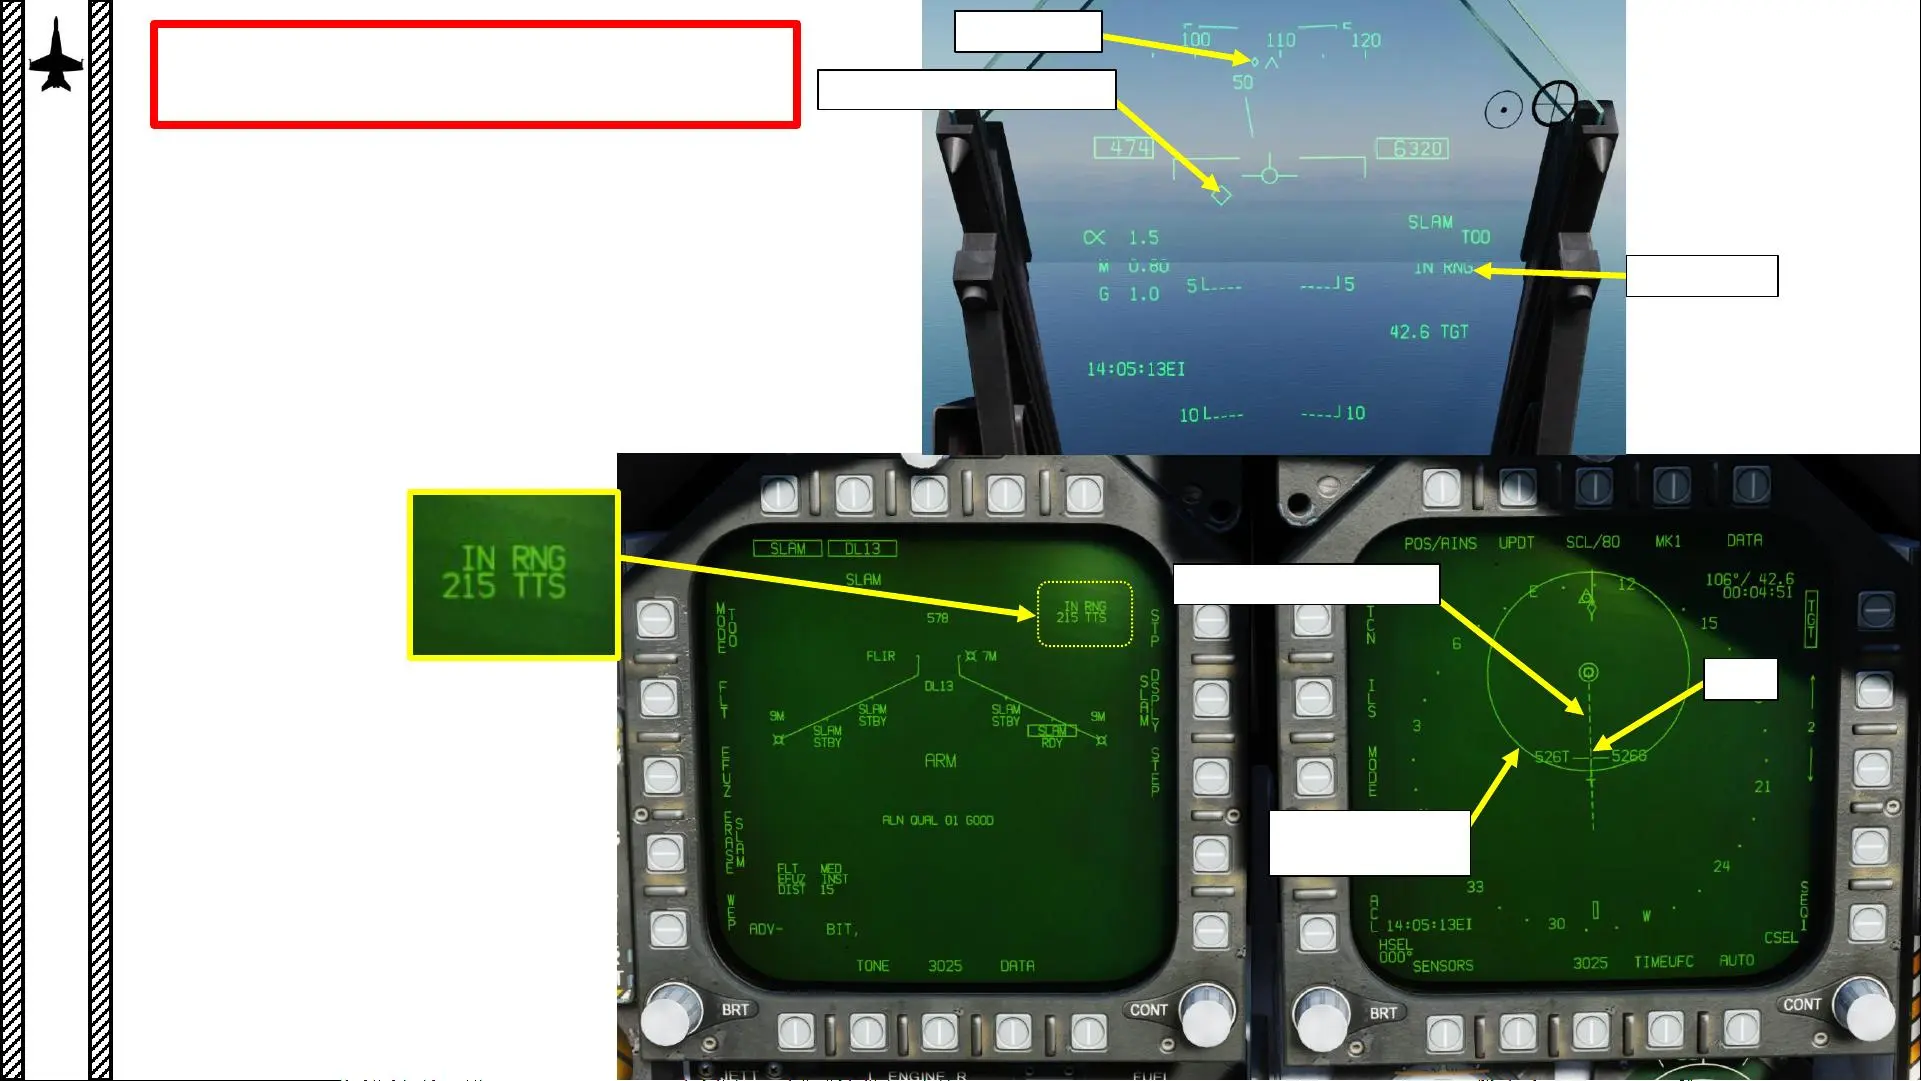 100 110 120
50
474
6320
α 1.5
M 0.80
G 1.0
SLAM
TOO
IN RNG
5 5
42.6 TGT
14:05:13EI
10 10
IN RNG
215 TTS
SLAM DL13
SLAM
578
IN RNG
215 TTS
MODE
TOO
FLT
EFUZ
ERASE
SLAM
WEP
STP
SLAM
DSPLY
STEP
FLIR
7M
DL13
9M
SLAM
STBY
SLAM
STBY
9M
SLAM
STBY
SLAM
RDY
ARM
ALN QUAL 01 GOOD
FLT MED
EFUZ INST
DIST 15
ADV- BIT,
TONE 3025 DATA
BRT CONT
POS/AINS UPDT SCL/80 MK1 DATA
106°/ 42.6
00:04:51
TCN
ILS
MODE
ACL
TGT
2
SEQ1
E 12
15
6
3
526T 526G
21
24
33
30 W
14:05:13EI
HSEL
000°
CSEL
SENSORS 3025 TIMEUFC AUTO
BRT CONT
JETT L ENGINE R FUEL